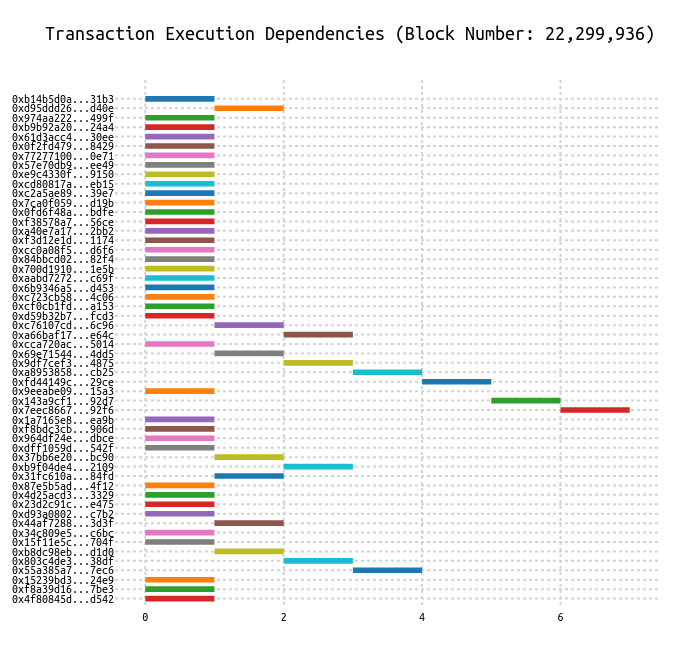 Transaction Execution Dependencies (Block Number: 22,299,936)
0xb14b5d0a...31b3
0xd95ddd26...d40e
0x974aa222...499f
0xb9b92a20...24a4
0x61d3acc4...30ee
0x0f2fd479...8429
0x77277100...0e71
0x57e70db9...ee49
0xe9c4330f...9150
0xcd80817a...eb15
0xc2a5ae89...39e7
0x7ca0f059...d19b
0x0fd6f48a...bdfe
0xf38578a7...56ce
0xa40e7a17...2bb2
0xf3d12e1d...1174
0xcc0a08f5...d6f6
0x84bbcd02...82f4
0x700d1910...1e5b
0xaabd7272...c69f
0x6b9346a5...d453
0xc723cb58...4c06
0xcf0cb1fd...a153
0xd59b32b7...fcd3
0xc76107cd...6c96
0xa66baf17...e64c
0xcca720ac...5014
0x69e71544...4dd5
0x9df7cef3...4875
0xa8953858...cb25
0xfd44149c...29ce
0x9eeabe09...15a3
0x143a9cf1...92d7
0x7eec8667...92f6
0x1a7165e8...ea9b
0xf8bdc3cb...906d
0x964df24e...dbce
0xdff1059d...542f
0x37bb6e20...bc90
0xb9f04de4...2109
0x31fc610a...84fd
0x87e5b5ad...4f12
0x4d25acd3...3329
0x23d2c91c...e475
0xd93a0802...c7b2
0x44af7288...3d3f
0x34c809e5...c6bc
0x15f11e5c...704f
0xb8dc98eb...d1d0
0x803c4de3...38df
0x55a385a7...7ec6
0x15239bd3...24e9
0xf8a39d16...7be3
0x4f80845d...d542
0 2 4 6